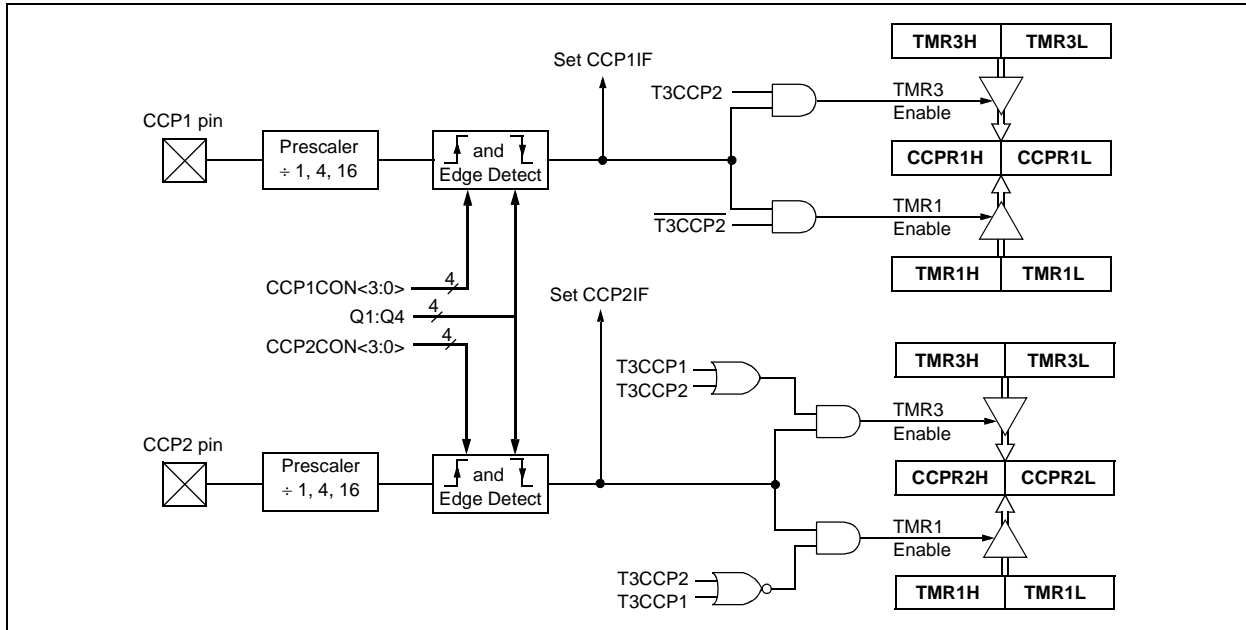 TMR3H TMR3L
Set CCP1IF
T3CCP2
TMR3
Enable
CCP1 pin
Prescaler
÷ 1, 4, 16
and
Edge Detect
CCPR1H CCPR1L
TMR1
Enable
T3CCP2
TMR1H TMR1L
CCP1CON<3:0>
4
Q1:Q4
4
CCP2CON<3:0>
4
Set CCP2IF
TMR3H TMR3L
T3CCP1
T3CCP2
TMR3
Enable
CCP2 pin
Prescaler
÷ 1, 4, 16
and
Edge Detect
CCPR2H CCPR2L
TMR1
Enable
T3CCP2
T3CCP1
TMR1H TMR1L